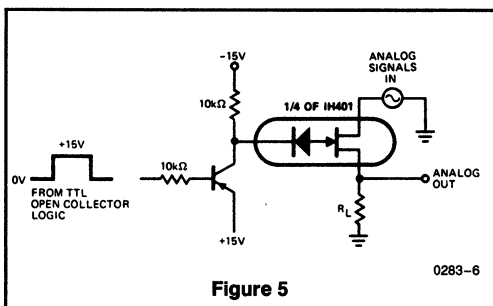 -15V
ANALOG
SIGNALS
IN
10kΩ
1/4 OF IH401
+15V
10kΩ
0V
FROM TTL
OPEN COLLECTOR
LOGIC
ANALOG
OUT
RL
+15V
0283-6
Figure 5